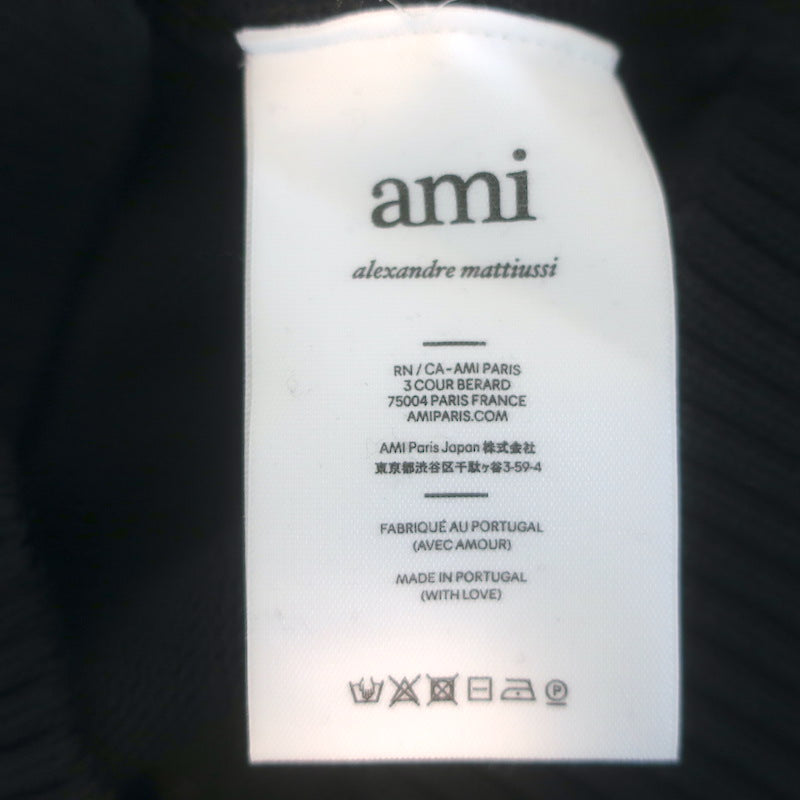 ami
alexandre mattiussi
RN / CA - AMI PARIS
3 COUR BERARD
75004 PARIS FRANCE
AMIPARIS.COM
AMI Paris Japan 株式会社
東京都渋谷区千駄ヶ谷3-59-4
FABRIQUÉ AU PORTUGAL
(AVEC AMOUR)
MADE IN PORTUGAL
(WITH LOVE)
P